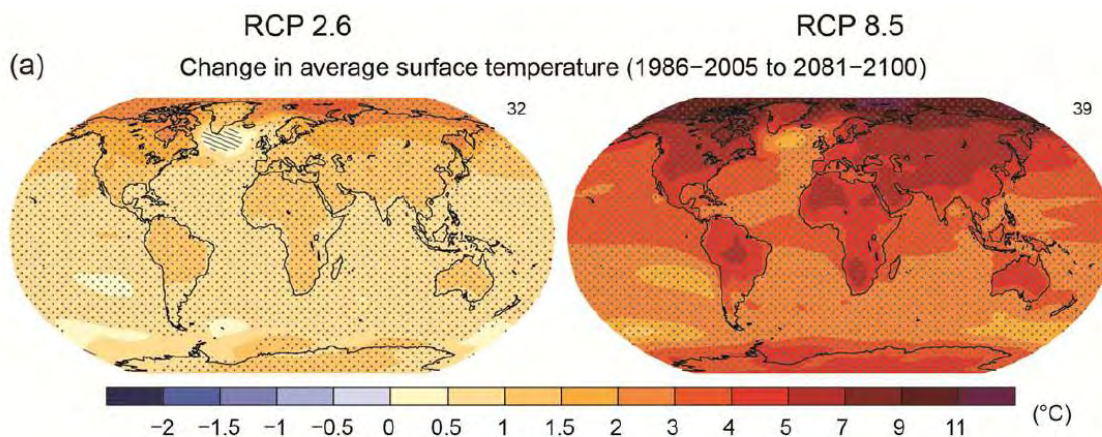 RCP 2.6 RCP 8.5
(a) Change in average surface temperature (1986−2005 to 2081−2100)
32 39
−2 −1.5 −1 −0.5 0 0.5 1 1.5 2 3 4 5 7 9 11 (°C)